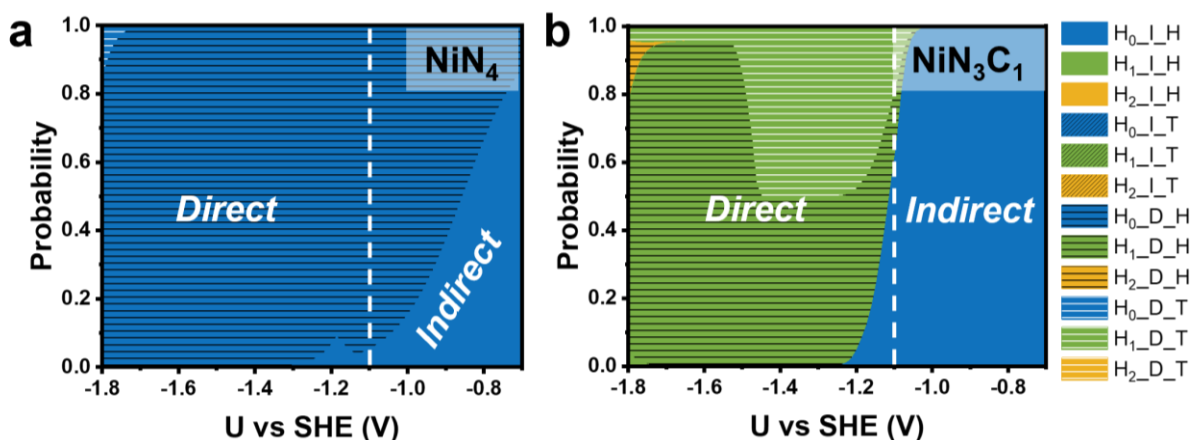 a
NiN₄
Direct
Indirect
Probability
1.0
0.8
0.6
0.4
0.2
0.0
-1.8
-1.6
-1.4
-1.2
-1.0
-0.8
U vs SHE (V)
b
NiN₃C₁
Direct
Indirect
Probability
1.0
0.8
0.6
0.4
0.2
0.0
-1.8
-1.6
-1.4
-1.2
-1.0
-0.8
U vs SHE (V)
H₀_I_H
H₁_I_H
H₂_I_H
H₀_I_T
H₁_I_T
H₂_I_T
H₀_D_H
H₁_D_H
H₂_D_H
H₀_D_T
H₁_D_T
H₂_D_T